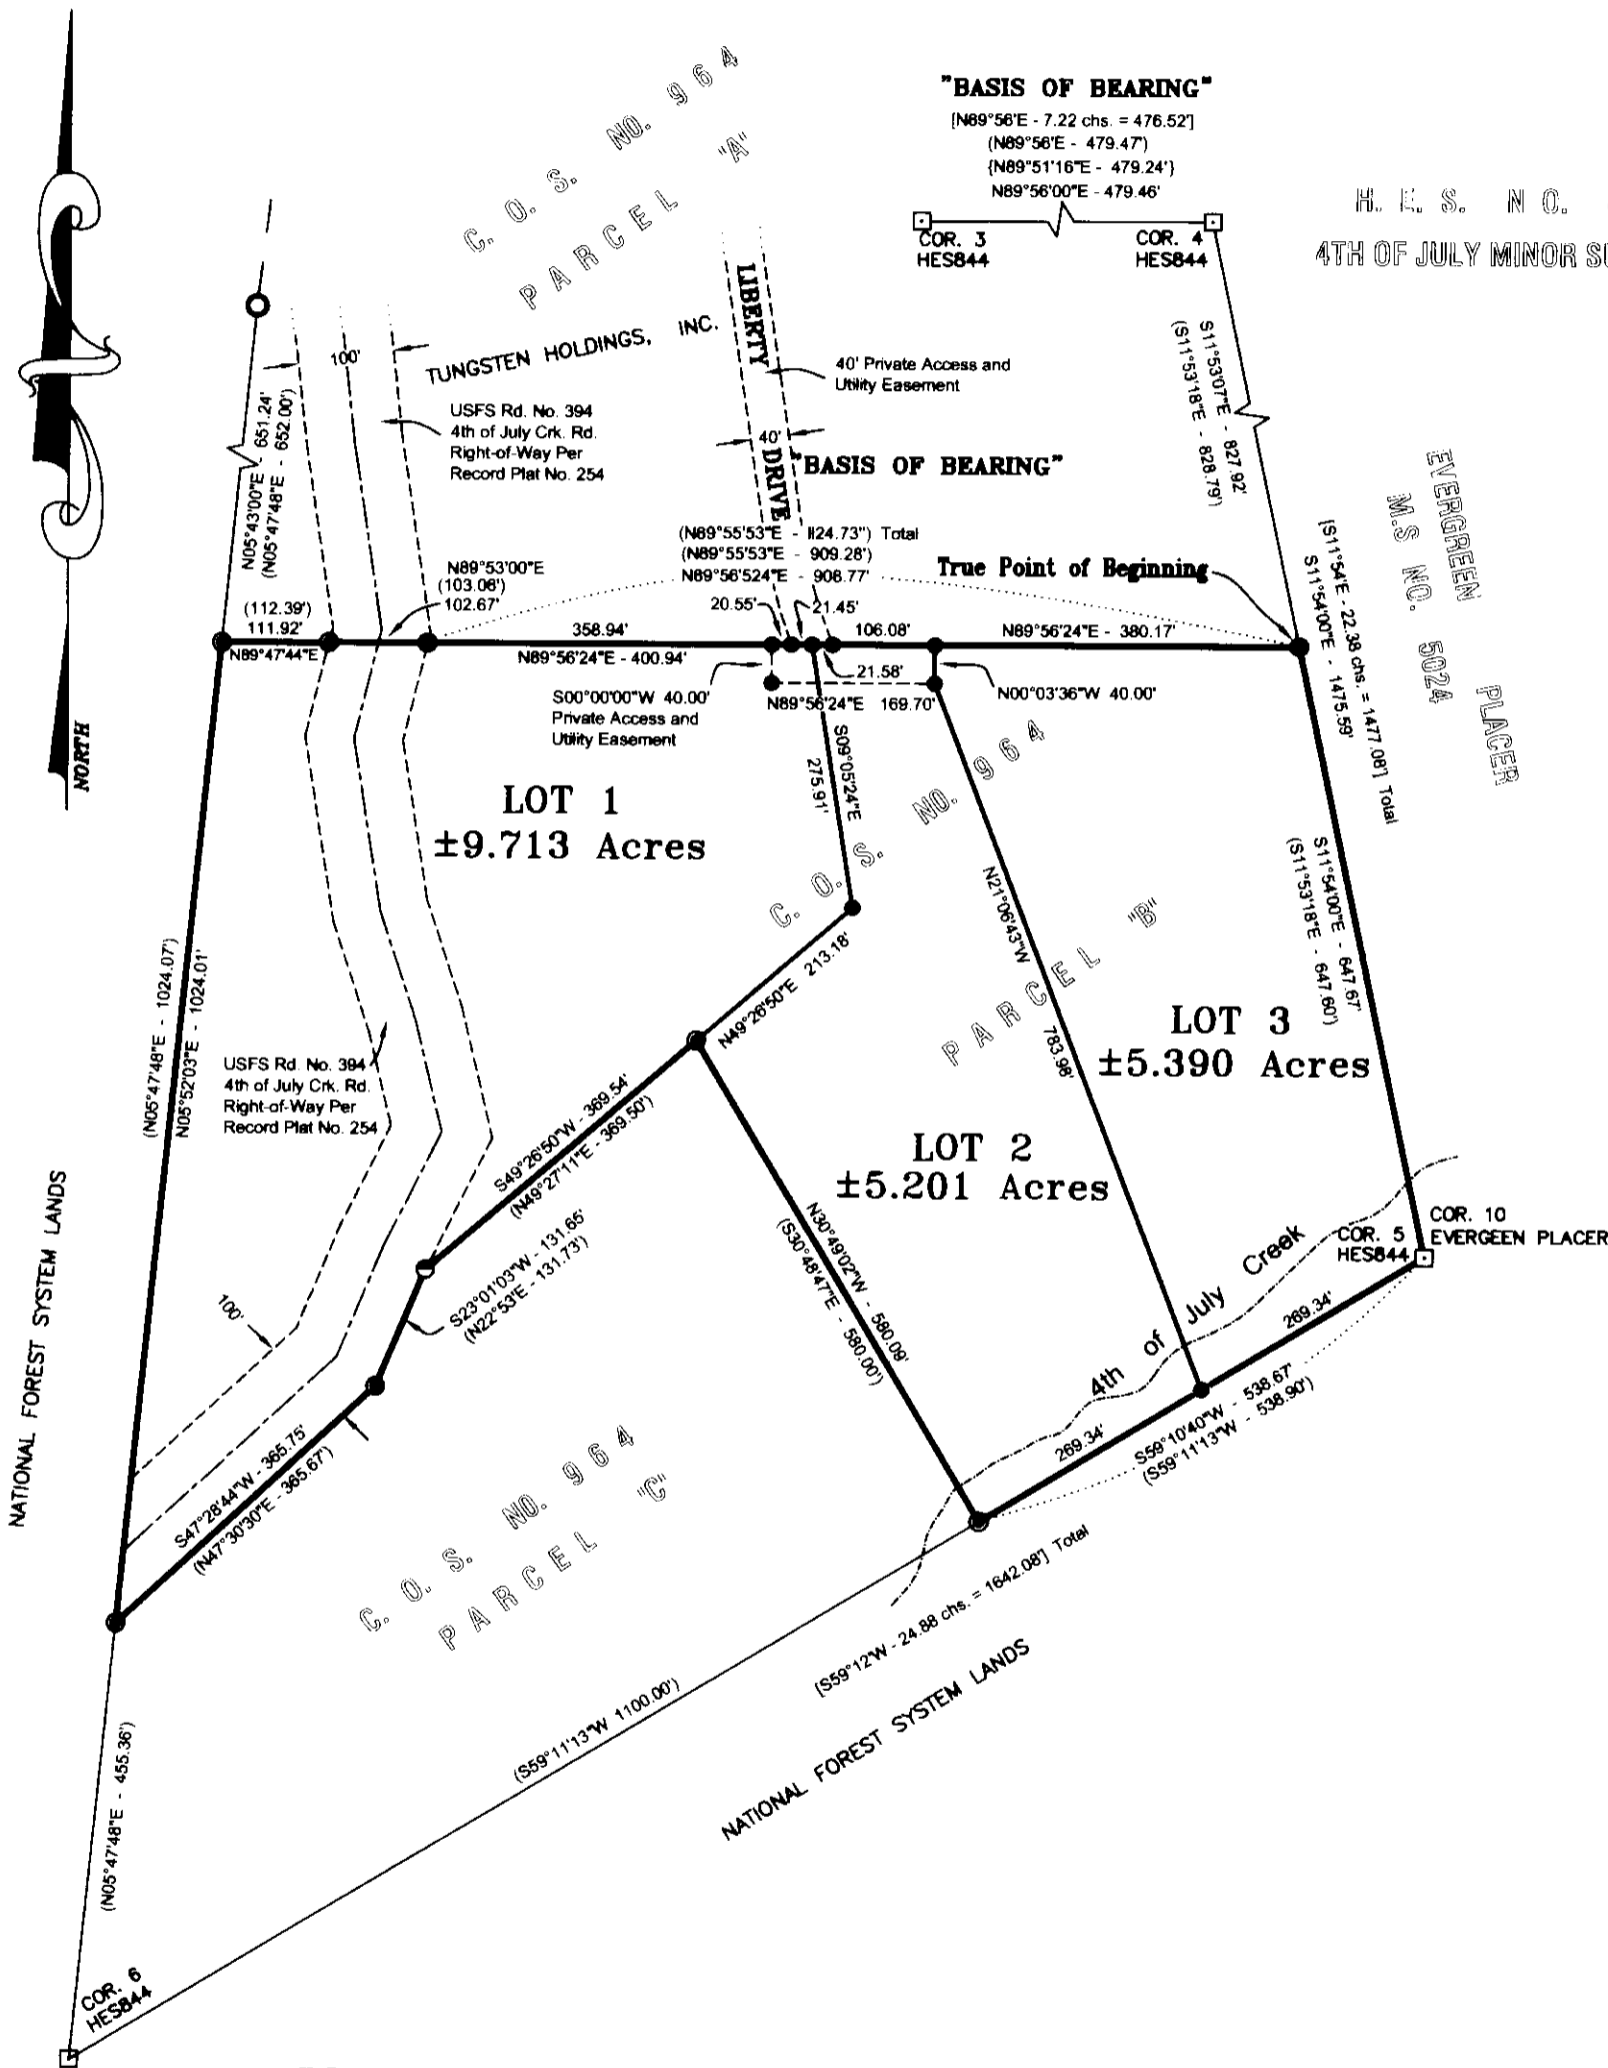 "BASIS OF BEARING"
[N89°56'E - 7.22 chs. = 476.52']
(N89°56'E - 479.47')
{N89°51'16"E - 479.24'}
N89°56'00"E - 479.46'
COR. 3
HES844
COR. 4
HES844
H. E. S. NO.
4TH OF JULY MINOR SU
C. O. S. NO. 964
PARCEL "A"
TUNGSTEN HOLDINGS, INC.
100'
USFS Rd. No. 394
4th of July Crk. Rd.
Right-of-Way Per
Record Plat No. 254
LIBERTY DRIVE
40' Private Access and
Utility Easement
40'
"BASIS OF BEARING"
S11°53'07"E - 827.92'
(S11°53'18"E - 828.79')
N05°43'00"E - 651.24'
(N05°47'48"E - 652.00')
(N89°55'53"E - 1124.73") Total
(N89°55'53"E - 909.28')
N89°56'524"E - 908.77'
True Point of Beginning
N89°53'00"E
(103.06')
102.67'
(112.39')
111.92'
N89°47'44"E
358.94'
N89°56'24"E - 400.94'
20.55'
21.45'
106.08'
21.58'
N89°56'24"E - 380.17'
S00°00'00"W 40.00'
Private Access and
Utility Easement
N89°56'24"E 169.70'
N00°03'36"W 40.00'
[S11°54'E - 22.38 chs. = 1477.08'] Total
S11°54'00"E - 1475.59'
EVERGREEN PLACER
M.S NO. 5024
NORTH
LOT 1
±9.713 Acres
S09°05'24"E
275.91'
C. O. S. NO. 964
PARCEL "B"
N21°06'43"W
783.98'
S11°54'00"E - 647.67'
(S11°53'18"E - 647.60')
LOT 3
±5.390 Acres
N49°26'50"E 213.18'
(N05°47'48"E - 1024.07')
N05°52'03"E - 1024.01'
USFS Rd. No. 394
4th of July Crk. Rd.
Right-of-Way Per
Record Plat No. 254
S49°26'50"W - 369.54'
(N49°27'11"E - 369.50')
LOT 2
±5.201 Acres
N30°49'02"W - 580.09'
(S30°48'47"E - 580.00')
COR. 10
EVERGEEN PLACER
COR. 5
HES844
4th of July Creek
S23°01'03"W - 131.65'
(N22°53'E - 131.73')
NATIONAL FOREST SYSTEM LANDS
100'
269.34'
269.34'
S59°10'40"W - 538.67'
(S59°11'13"W - 538.90')
S47°28'44"W - 365.75'
(N47°30'30"E - 365.67')
C. O. S. NO. 964
PARCEL "C"
[S59°12'W - 24.88 chs. = 1642.08'] Total
(S59°11'13"W 1100.00')
NATIONAL FOREST SYSTEM LANDS
(N05°47'48"E - 455.36')
COR. 6
HES844